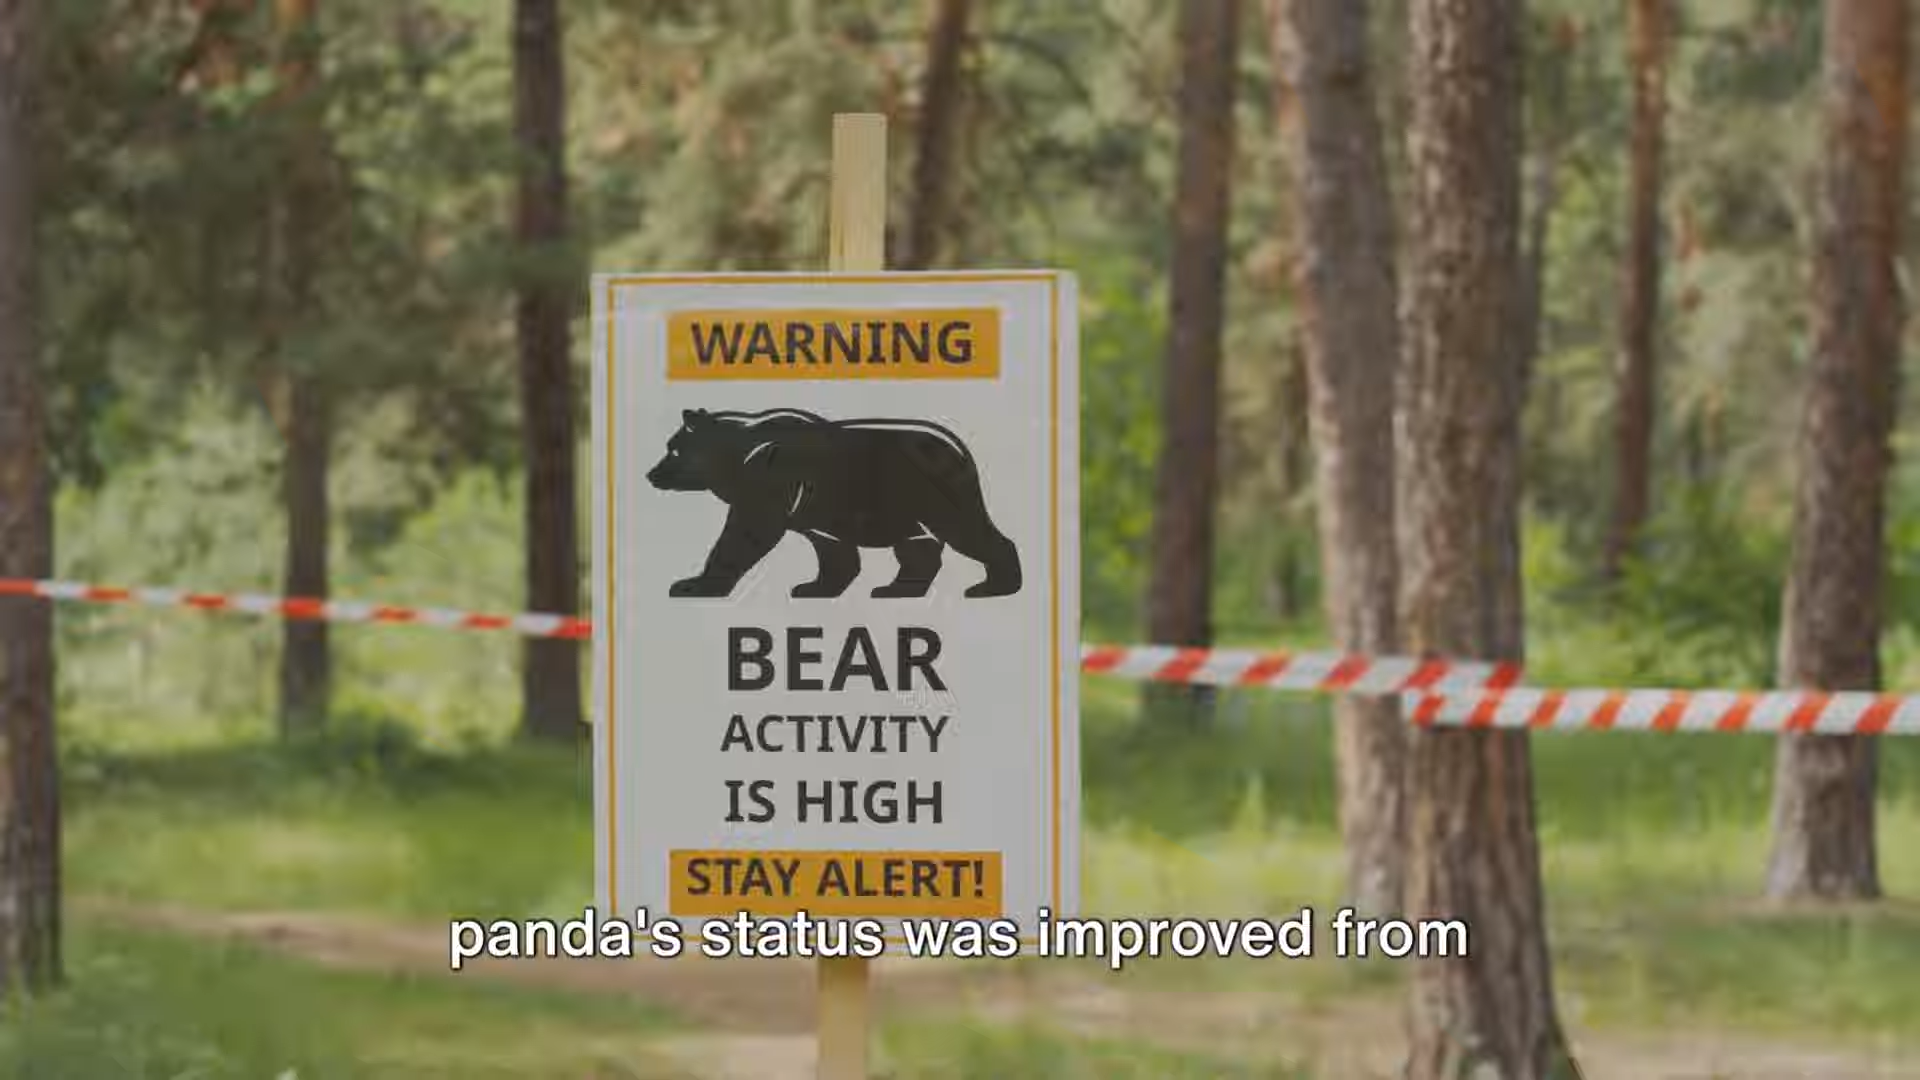 WARNING
BEAR
ACTIVITY
IS HIGH
STAY ALERT!
panda's status was improved from